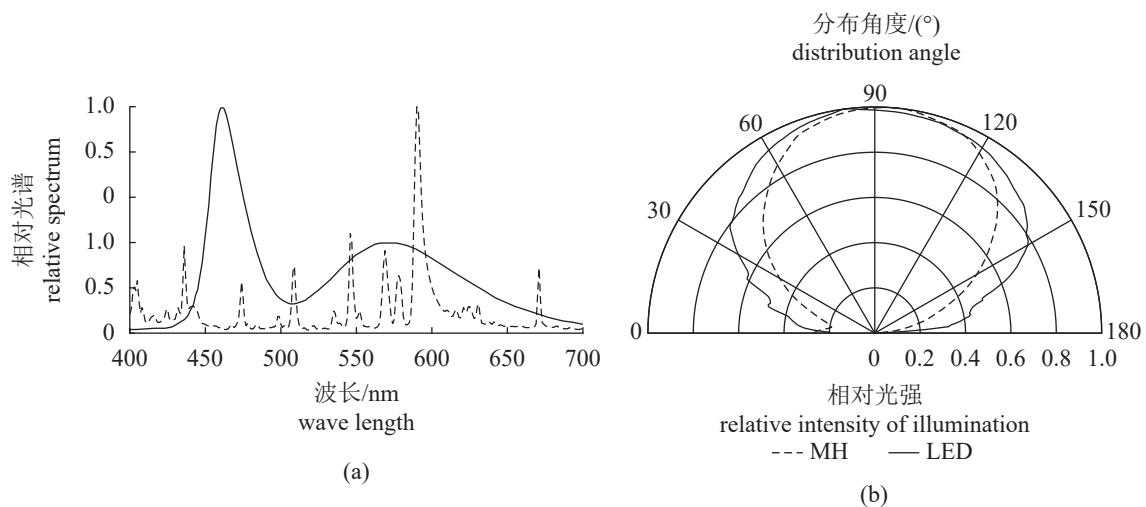 相对光谱
relative spectrum
1.0
0.5
0
1.0
0.5
0
400 450 500 550 600 650 700
波长/nm
wave length
(a)
分布角度/(°)
distribution angle
90
60 120
30 150
0 180
0 0.2 0.4 0.6 0.8 1.0
相对光强
relative intensity of illumination
MH LED
(b)